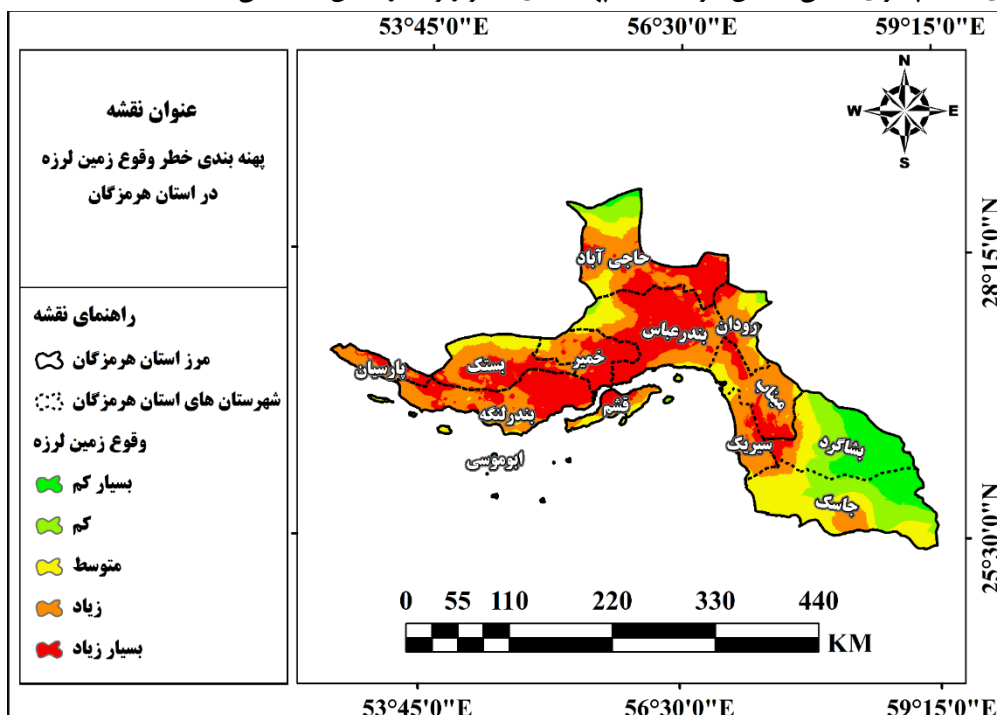 53°45'0"E 56°30'0"E 59°15'0"E
عنوان نقشه
پهنه بندی خطر وقوع زمین لرزه
در استان هرمزگان
راهنمای نقشه
مرز استان هرمزگان
شهرستان های استان هرمزگان
وقوع زمین لرزه
بسیار کم
کم
متوسط
زیاد
بسیار زیاد
N
W E
S
28°15'0"N
25°30'0"N
حاجی آباد
رودان
بندرعباس
خمیر
بستک
پارسیان
میناب
قشم
بندرلنگه
سیریک
بشاگرد
ابوموسی
جاسک
0 55 110 220 330 440
KM
53°45'0"E 56°30'0"E 59°15'0"E